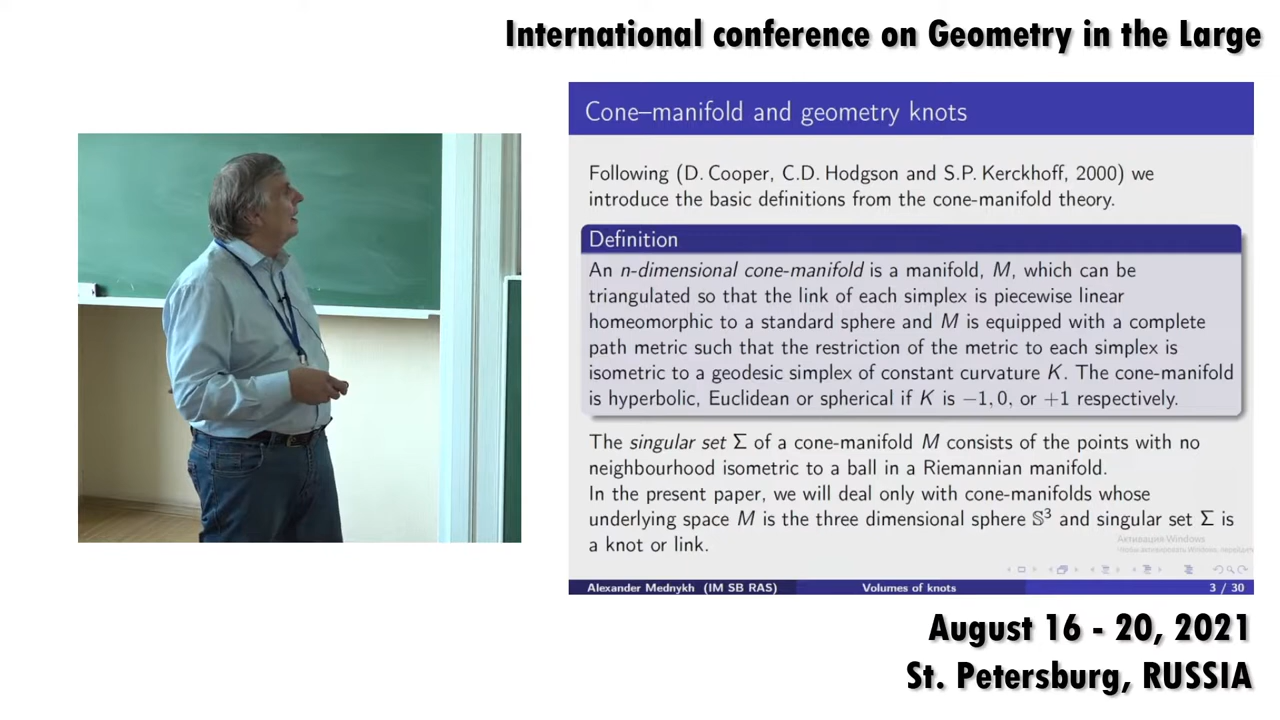 International conference on Geometry in the Large
Cone–manifold and geometry knots
Following (D. Cooper, C.D. Hodgson and S.P. Kerckhoff, 2000) we
introduce the basic definitions from the cone-manifold theory.
Definition
An n-dimensional cone-manifold is a manifold, M, which can be
triangulated so that the link of each simplex is piecewise linear
homeomorphic to a standard sphere and M is equipped with a complete
path metric such that the restriction of the metric to each simplex is
isometric to a geodesic simplex of constant curvature K. The cone-manifold
is hyperbolic, Euclidean or spherical if K is −1, 0, or +1 respectively.
The singular set Σ of a cone-manifold M consists of the points with no
neighbourhood isometric to a ball in a Riemannian manifold.
In the present paper, we will deal only with cone-manifolds whose
underlying space M is the three dimensional sphere 𝕊³ and singular set Σ is
a knot or link.
Активация Windows
Чтобы активировать Windows,
Alexander Mednykh (IM SB RAS) Volumes of knots 3 / 30
August 16 - 20, 2021
St. Petersburg, RUSSIA